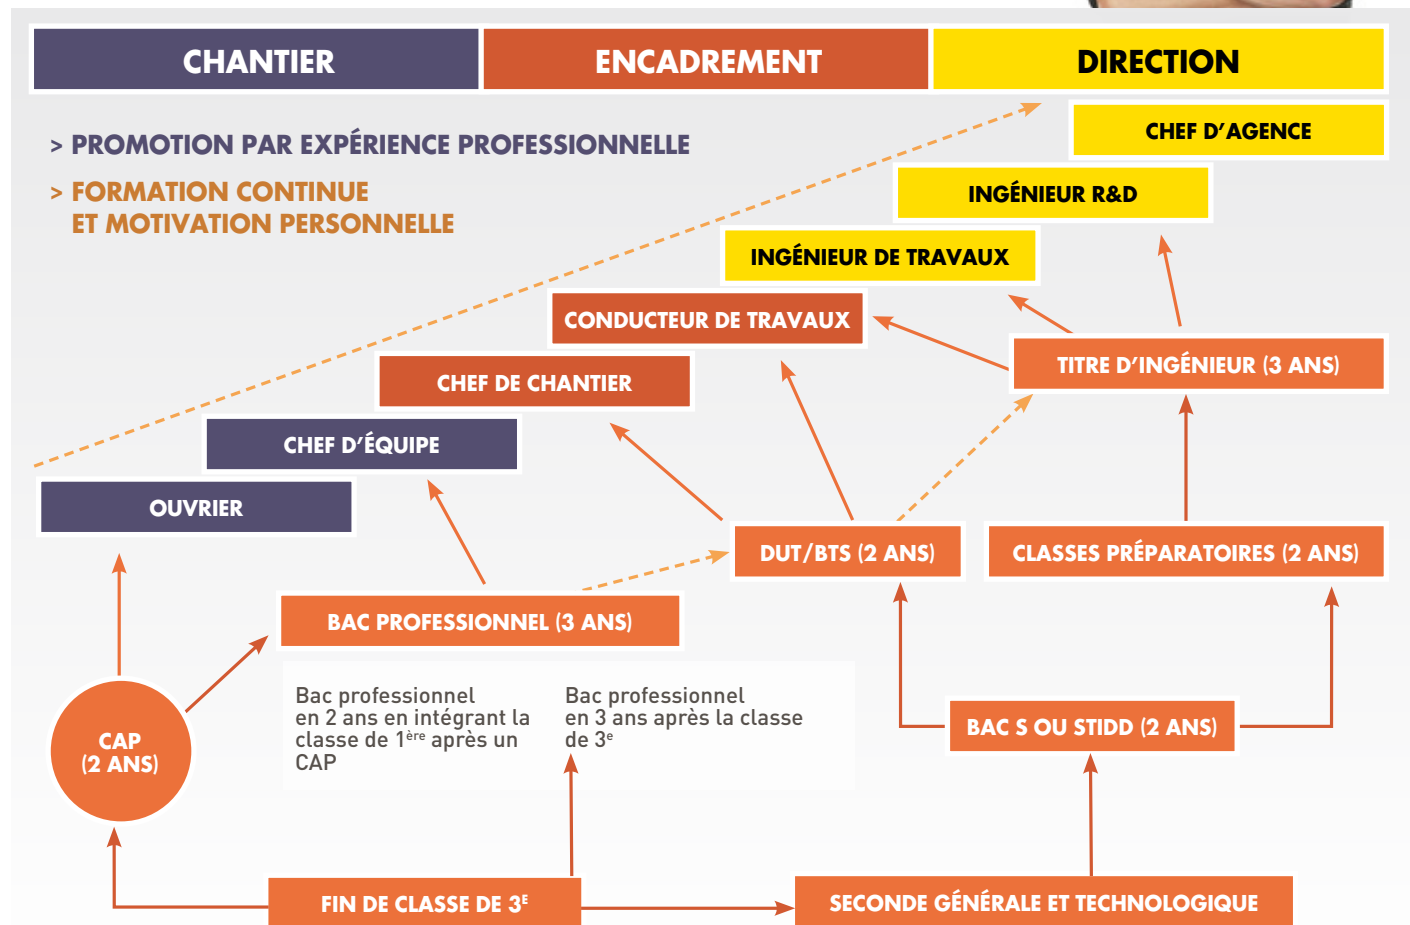 CHANTIER
ENCADREMENT
DIRECTION
CHEF D’AGENCE
> PROMOTION PAR EXPÉRIENCE PROFESSIONNELLE
> FORMATION CONTINUE
ET MOTIVATION PERSONNELLE
INGÉNIEUR R&D
INGÉNIEUR DE TRAVAUX
CONDUCTEUR DE TRAVAUX
TITRE D’INGÉNIEUR (3 ANS)
CHEF DE CHANTIER
CHEF D’ÉQUIPE
OUVRIER
DUT/BTS (2 ANS)
CLASSES PRÉPARATOIRES (2 ANS)
BAC PROFESSIONNEL (3 ANS)
Bac professionnel
en 2 ans en intégrant la
classe de 1ère après un
CAP
Bac professionnel
en 3 ans après la classe
de 3e
CAP
(2 ANS)
BAC S OU STIDD (2 ANS)
FIN DE CLASSE DE 3E
SECONDE GÉNÉRALE ET TECHNOLOGIQUE